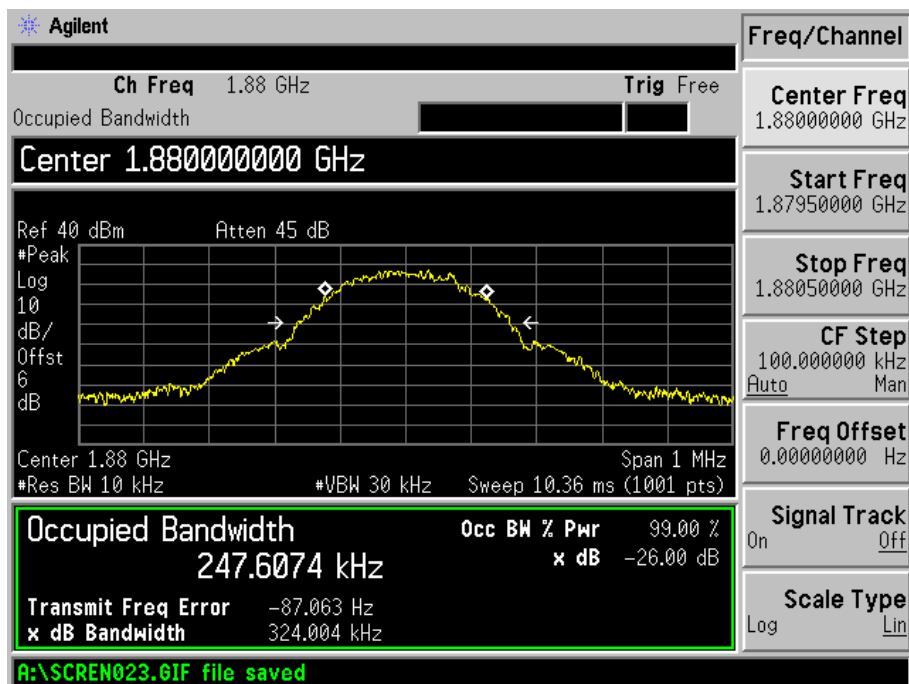 Agilent
Freq/Channel
Ch Freq 1.88 GHz Trig Free
Occupied Bandwidth
Center 1.880000000 GHz
Ref 40 dBm Atten 45 dB
#Peak
Log
10
dB/
Offst
6
dB
Center 1.88 GHz Span 1 MHz
#Res BW 10 kHz #VBW 30 kHz Sweep 10.36 ms (1001 pts)
Occupied Bandwidth
247.6074 kHz
Occ BW % Pwr 99.00 %
x dB -26.00 dB
Transmit Freq Error -87.063 Hz
x dB Bandwidth 324.004 kHz
A:\SCREN023.GIF file saved
Center Freq
1.88000000 GHz
Start Freq
1.87950000 GHz
Stop Freq
1.88050000 GHz
CF Step
100.000000 kHz
Auto Man
Freq Offset
0.00000000 Hz
Signal Track
On Off
Scale Type
Log Lin